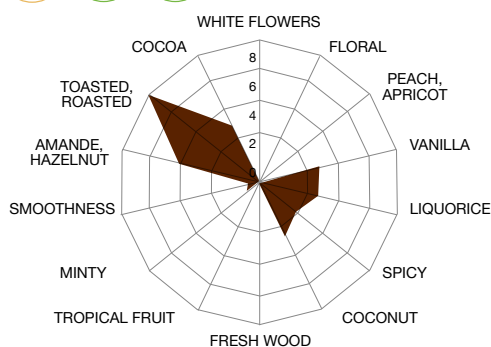 WHITE FLOWERS
COCOA
FLORAL
TOASTED,
ROASTED
PEACH,
APRICOT
AMANDE,
HAZELNUT
VANILLA
SMOOTHNESS
LIQUORICE
MINTY
SPICY
TROPICAL FRUIT
COCONUT
FRESH WOOD
8
6
4
2
0